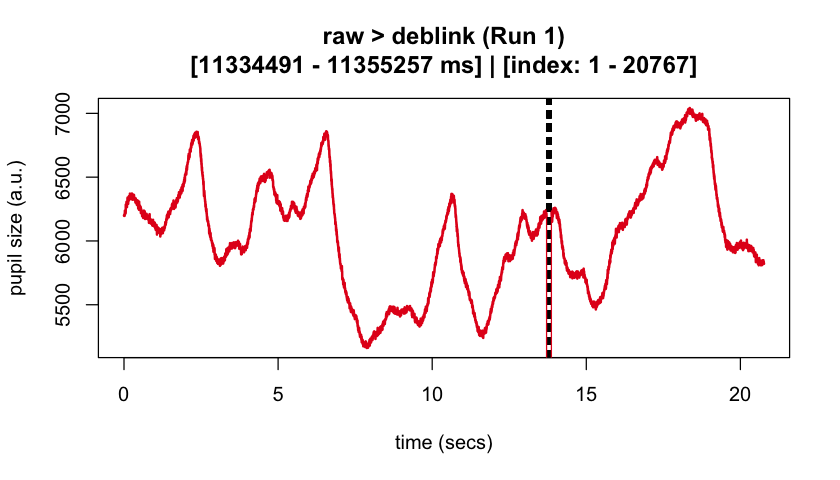 raw > deblink (Run 1)
[11334491 - 11355257 ms] | [index: 1 - 20767]
pupil size (a.u.)
7000
6500
6000
5500
0 5 10 15 20
time (secs)